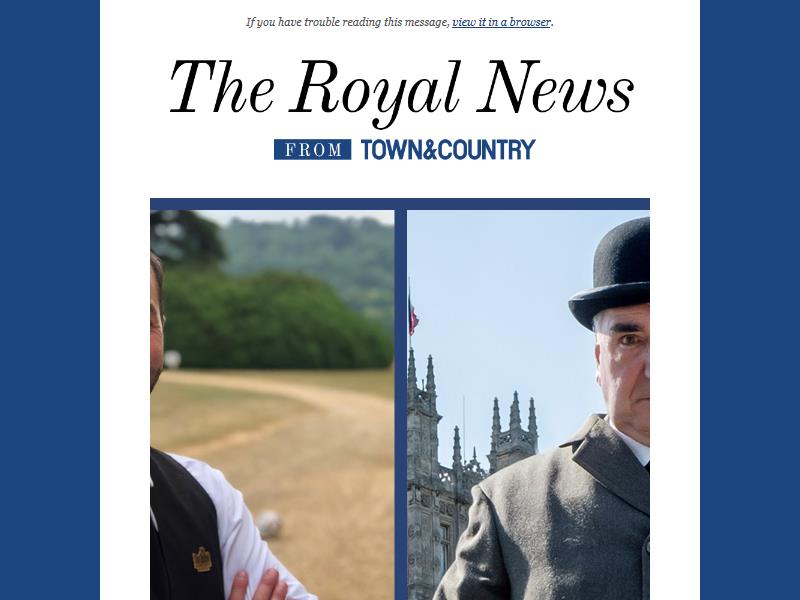 If you have trouble reading this message, view it in a browser.
The Royal News
FROM TOWN&COUNTRY